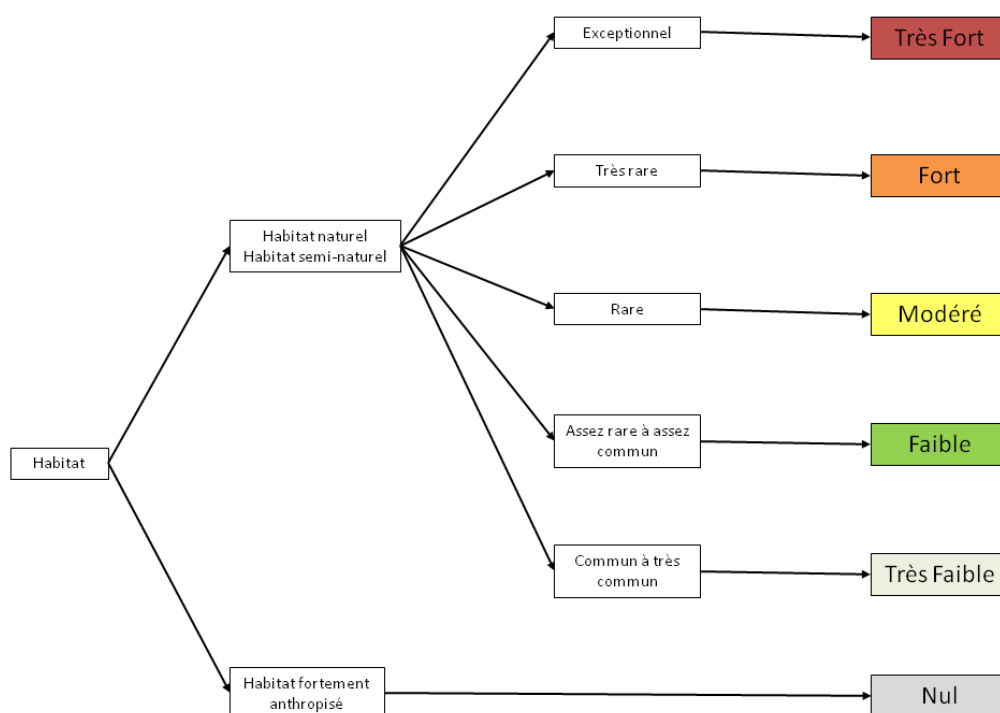 Exceptionnel
Très Fort
Très rare
Fort
Habitat naturel
Habitat semi-naturel
Rare
Modéré
Assez rare à assez
commun
Faible
Habitat
Commun à très
commun
Très Faible
Habitat fortement
anthropisé
Nul